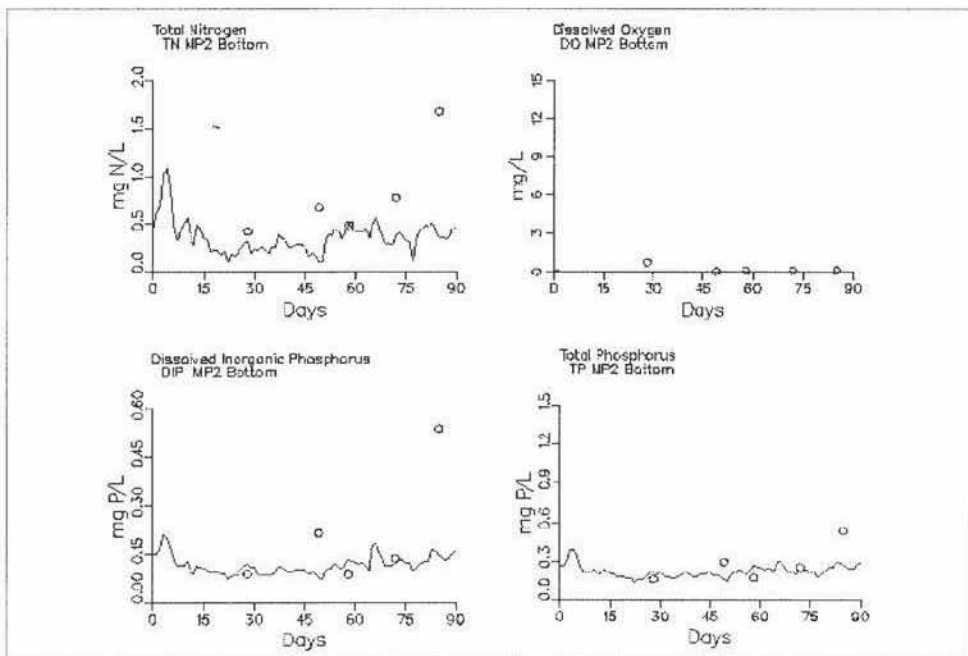 Total Nitrogen
TN MP2 Bottom
mg N/L
2.0
1.5
1.0
0.5
0.0
0 15 30 45 60 75 90
Days
Dissolved Oxygen
DO MP2 Bottom
mg/L
15
12
9
6
3
0
0 15 30 45 60 75 90
Days
Dissolved Inorganic Phosphorus
DIP MP2 Bottom
mg P/L
0.60
0.45
0.30
0.15
0.00
0 15 30 45 60 75 90
Days
Total Phosphorus
TP MP2 Bottom
mg P/L
1.5
1.2
0.9
0.6
0.3
0.0
0 15 30 45 60 75 90
Days